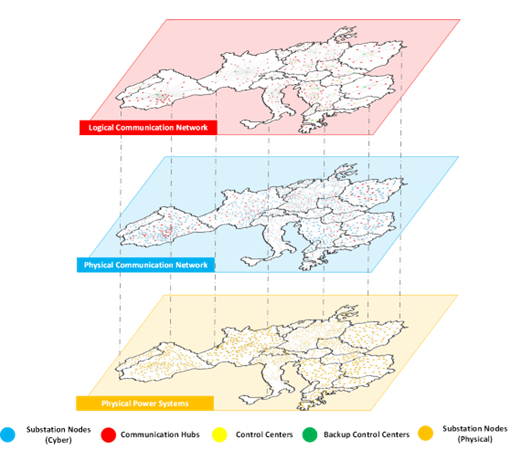 Logical Communication Network
Physical Communication Network
Physical Power Systems
Substation Nodes
(Cyber)
Communication Hubs
Control Centers
Backup Control Centers
Substation Nodes
(Physical)